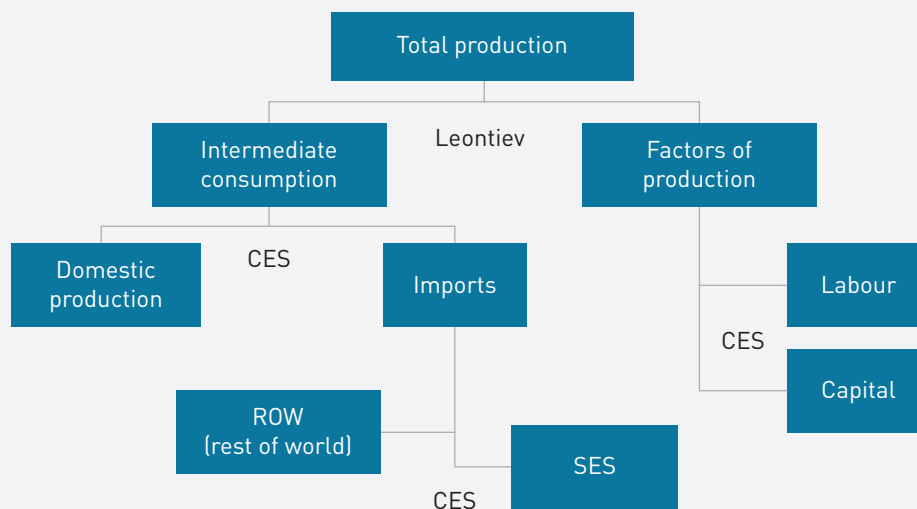 Total production
Leontiev
Intermediate
consumption
Factors of
production
CES
Domestic
production
Imports
Labour
CES
Capital
ROW
(rest of world)
SES
CES